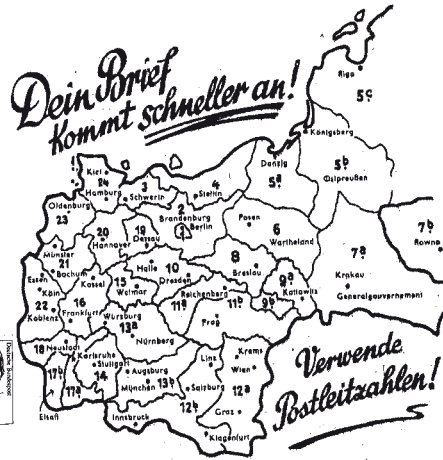 Dein Brief
kommt schneller an!
Riga
5c
Königsberg
Danzig
5a
5b
Ostpreußen
Kiel
24
Hamburg
3
Schwerin
4
Stettin
Oldenburg
23
2
Brandenburg
1
Berlin
Posen
6
Wartheland
7b
Rowno
20
Hannover
19
Dessau
Münster
21
Bochum
Essen
Kassel
Halle
10
Dresden
8
Breslau
7a
Krakau
Generalgouvernement
9a
Kattowitz
9b
Köln
22
Koblenz
16
Frankfurt
15
Weimar
Reichenberg
11a
11b
Prag
Würzburg
13a
Nürnberg
18
Neustadt
17b
17a
Karlsruhe
Stuttgart
14
Augsburg
München
13b
Linz
Krems
Wien
Salzburg
12a
12b
Graz
Elsaß
Innsbruck
Klagenfurt
Verwende
Postleitzahlen!